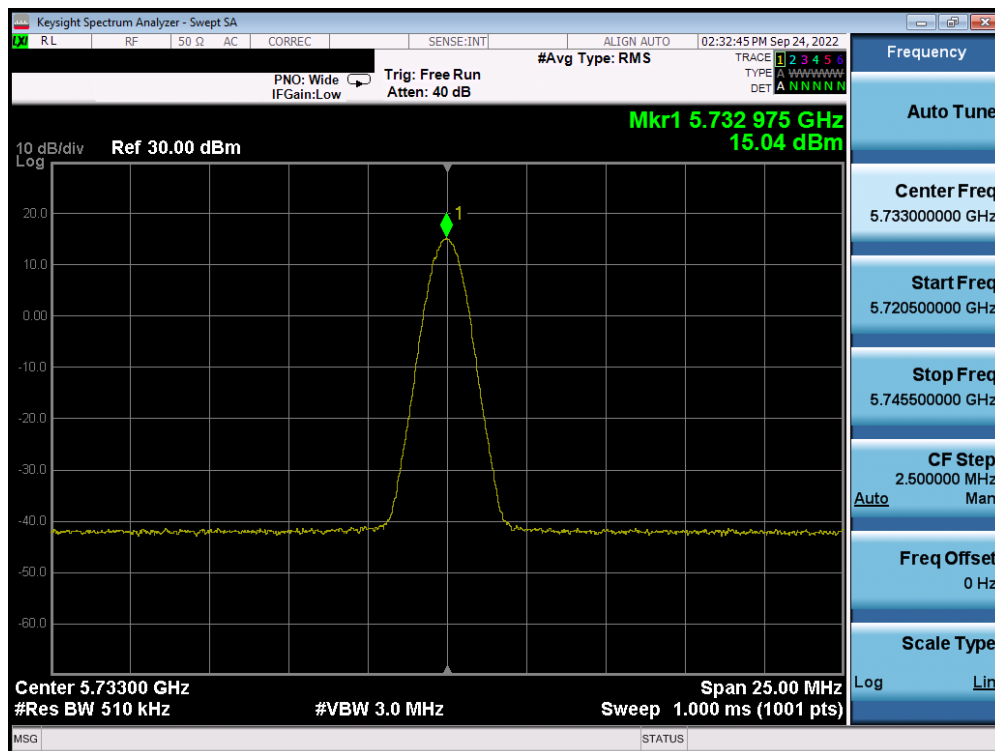 Keysight Spectrum Analyzer - Swept SA
LXI RL RF 50 Ω AC CORREC SENSE:INT ALIGN AUTO 02:32:45 PM Sep 24, 2022
#Avg Type: RMS
TRACE 1 2 3 4 5 6
TYPE A WWWWW
DET A N N N N N
PNO: Wide
IFGain:Low
Trig: Free Run
Atten: 40 dB
Mkr1 5.732 975 GHz
15.04 dBm
10 dB/div
Log
Ref 30.00 dBm
1
20.0
10.0
0.00
-10.0
-20.0
-30.0
-40.0
-50.0
-60.0
Center 5.73300 GHz
Span 25.00 MHz
#Res BW 510 kHz
#VBW 3.0 MHz
Sweep 1.000 ms (1001 pts)
MSG
STATUS
Frequency
Auto Tune
Center Freq
5.733000000 GHz
Start Freq
5.720500000 GHz
Stop Freq
5.745500000 GHz
CF Step
2.500000 MHz
Auto Man
Freq Offset
0 Hz
Scale Type
Log Lin